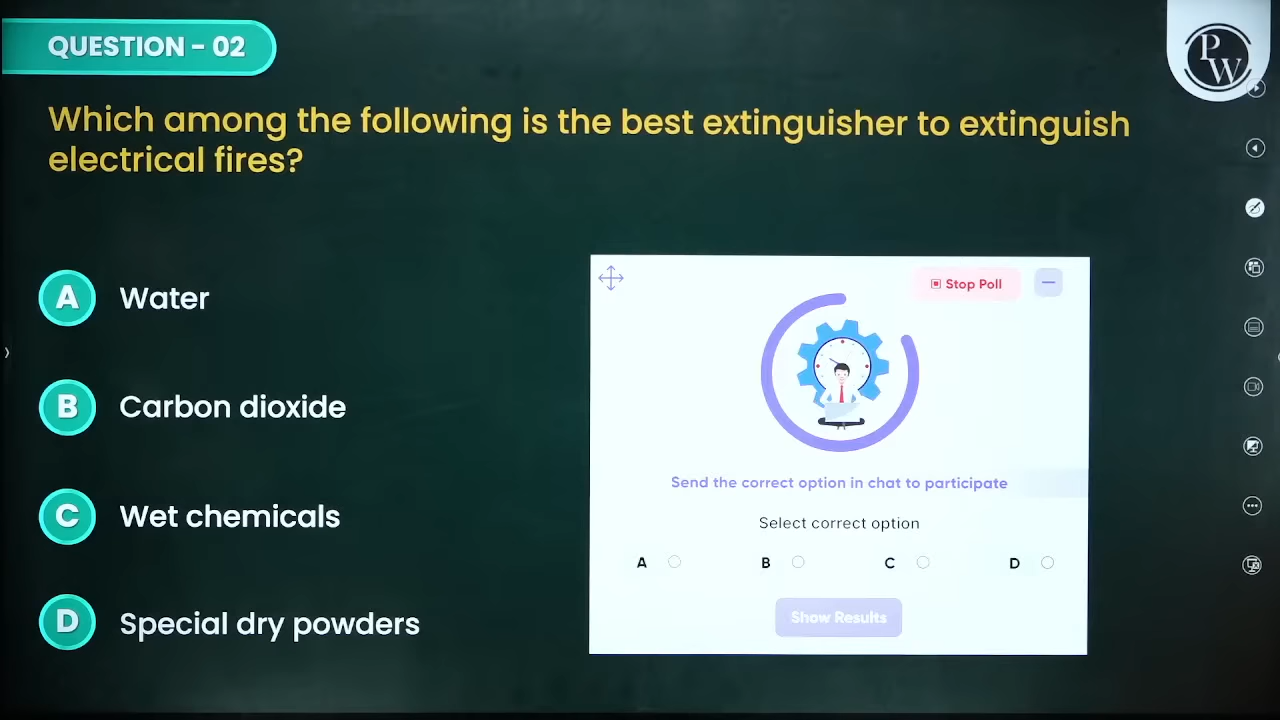 QUESTION - 02
PW
Which among the following is the best extinguisher to extinguish
electrical fires?
A Water
B Carbon dioxide
C Wet chemicals
D Special dry powders
Stop Poll
Send the correct option in chat to participate
Select correct option
A B C D
Show Results